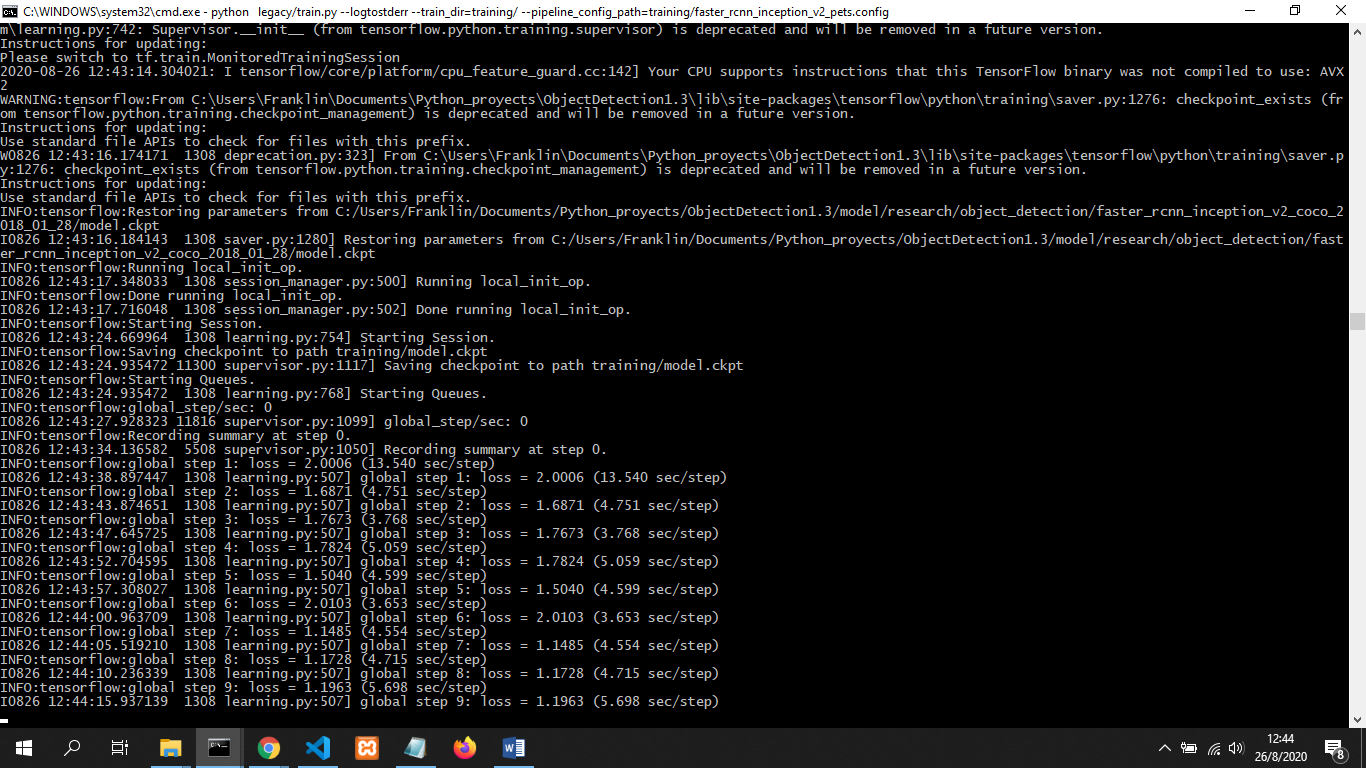 C:\WINDOWS\system32\cmd.exe - python   legacy/train.py --logtostderr --train_dir=training/ --pipeline_config_path=training/faster_rcnn_inception_v2_pets.config
m\learning.py:742: Supervisor.__init__ (from tensorflow.python.training.supervisor) is deprecated and will be removed in a future version.
Instructions for updating:
Please switch to tf.train.MonitoredTrainingSession
2020-08-26 12:43:14.304021: I tensorflow/core/platform/cpu_feature_guard.cc:142] Your CPU supports instructions that this TensorFlow binary was not compiled to use: AVX
2
WARNING:tensorflow:From C:\Users\Franklin\Documents\Python_proyects\ObjectDetection1.3\lib\site-packages\tensorflow\python\training\saver.py:1276: checkpoint_exists (fr
om tensorflow.python.training.checkpoint_management) is deprecated and will be removed in a future version.
Instructions for updating:
Use standard file APIs to check for files with this prefix.
W0826 12:43:16.174171  1308 deprecation.py:323] From C:\Users\Franklin\Documents\Python_proyects\ObjectDetection1.3\lib\site-packages\tensorflow\python\training\saver.p
y:1276: checkpoint_exists (from tensorflow.python.training.checkpoint_management) is deprecated and will be removed in a future version.
Instructions for updating:
Use standard file APIs to check for files with this prefix.
INFO:tensorflow:Restoring parameters from C:/Users/Franklin/Documents/Python_proyects/ObjectDetection1.3/model/research/object_detection/faster_rcnn_inception_v2_coco_2
018_01_28/model.ckpt
I0826 12:43:16.184143  1308 saver.py:1280] Restoring parameters from C:/Users/Franklin/Documents/Python_proyects/ObjectDetection1.3/model/research/object_detection/fast
er_rcnn_inception_v2_coco_2018_01_28/model.ckpt
INFO:tensorflow:Running local_init_op.
I0826 12:43:17.348033  1308 session_manager.py:500] Running local_init_op.
INFO:tensorflow:Done running local_init_op.
I0826 12:43:17.716048  1308 session_manager.py:502] Done running local_init_op.
INFO:tensorflow:Starting Session.
I0826 12:43:24.669964  1308 learning.py:754] Starting Session.
INFO:tensorflow:Saving checkpoint to path training/model.ckpt
I0826 12:43:24.935472 11300 supervisor.py:1117] Saving checkpoint to path training/model.ckpt
INFO:tensorflow:Starting Queues.
I0826 12:43:24.935472  1308 learning.py:768] Starting Queues.
INFO:tensorflow:global_step/sec: 0
I0826 12:43:27.928323 11816 supervisor.py:1099] global_step/sec: 0
INFO:tensorflow:Recording summary at step 0.
I0826 12:43:34.136582  5508 supervisor.py:1050] Recording summary at step 0.
INFO:tensorflow:global step 1: loss = 2.0006 (13.540 sec/step)
I0826 12:43:38.897447  1308 learning.py:507] global step 1: loss = 2.0006 (13.540 sec/step)
INFO:tensorflow:global step 2: loss = 1.6871 (4.751 sec/step)
I0826 12:43:43.874651  1308 learning.py:507] global step 2: loss = 1.6871 (4.751 sec/step)
INFO:tensorflow:global step 3: loss = 1.7673 (3.768 sec/step)
I0826 12:43:47.645725  1308 learning.py:507] global step 3: loss = 1.7673 (3.768 sec/step)
INFO:tensorflow:global step 4: loss = 1.7824 (5.059 sec/step)
I0826 12:43:52.704595  1308 learning.py:507] global step 4: loss = 1.7824 (5.059 sec/step)
INFO:tensorflow:global step 5: loss = 1.5040 (4.599 sec/step)
I0826 12:43:57.308027  1308 learning.py:507] global step 5: loss = 1.5040 (4.599 sec/step)
INFO:tensorflow:global step 6: loss = 2.0103 (3.653 sec/step)
I0826 12:44:00.963709  1308 learning.py:507] global step 6: loss = 2.0103 (3.653 sec/step)
INFO:tensorflow:global step 7: loss = 1.1485 (4.554 sec/step)
I0826 12:44:05.519210  1308 learning.py:507] global step 7: loss = 1.1485 (4.554 sec/step)
INFO:tensorflow:global step 8: loss = 1.1728 (4.715 sec/step)
I0826 12:44:10.236339  1308 learning.py:507] global step 8: loss = 1.1728 (4.715 sec/step)
INFO:tensorflow:global step 9: loss = 1.1963 (5.698 sec/step)
I0826 12:44:15.937139  1308 learning.py:507] global step 9: loss = 1.1963 (5.698 sec/step)
12:44
26/8/2020
8